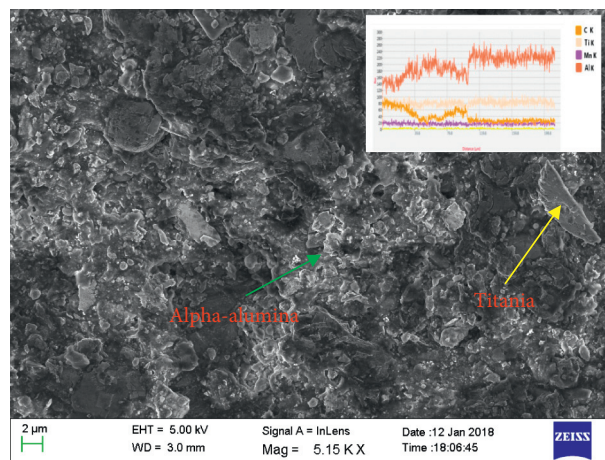 C K
Ti K
Mn K
Al K
Alpha-alumina
Titania
2 µm
EHT = 5.00 kV
WD = 3.0 mm
Signal A = InLens
Mag = 5.15 K X
Date :12 Jan 2018
Time :18:06:45
ZEISS